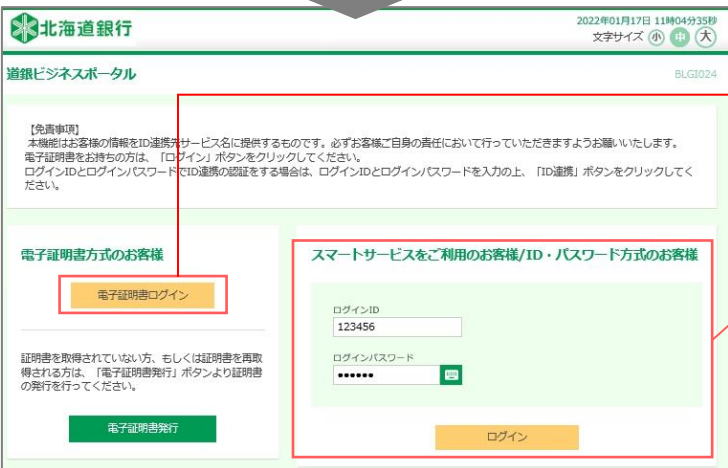 北海道銀行
2022年01月17日 11時04分35秒
文字サイズ 小 中 大
道銀ビジネスポータル
BLGI024
【免責事項】
本機能はお客様の情報をID連携先サービス名に提供するものです。必ずお客様ご自身の責任において行っていただきますようお願いいたします。
電子証明書をお持ちの方は、「ログイン」ボタンをクリックしてください。
ログインIDとログインパスワードでID連携の認証をする場合は、ログインIDとログインパスワードを入力の上、「ID連携」ボタンをクリックしてく
ださい。
電子証明書方式のお客様
電子証明書ログイン
証明書を取得されていない方、もしくは証明書を再取
得される方は、「電子証明書発行」ボタンより証明書
の発行を行ってください。
電子証明書発行
スマートサービスをご利用のお客様/ID・パスワード方式のお客様
ログインID
123456
ログインパスワード
●●●●●●
ログイン